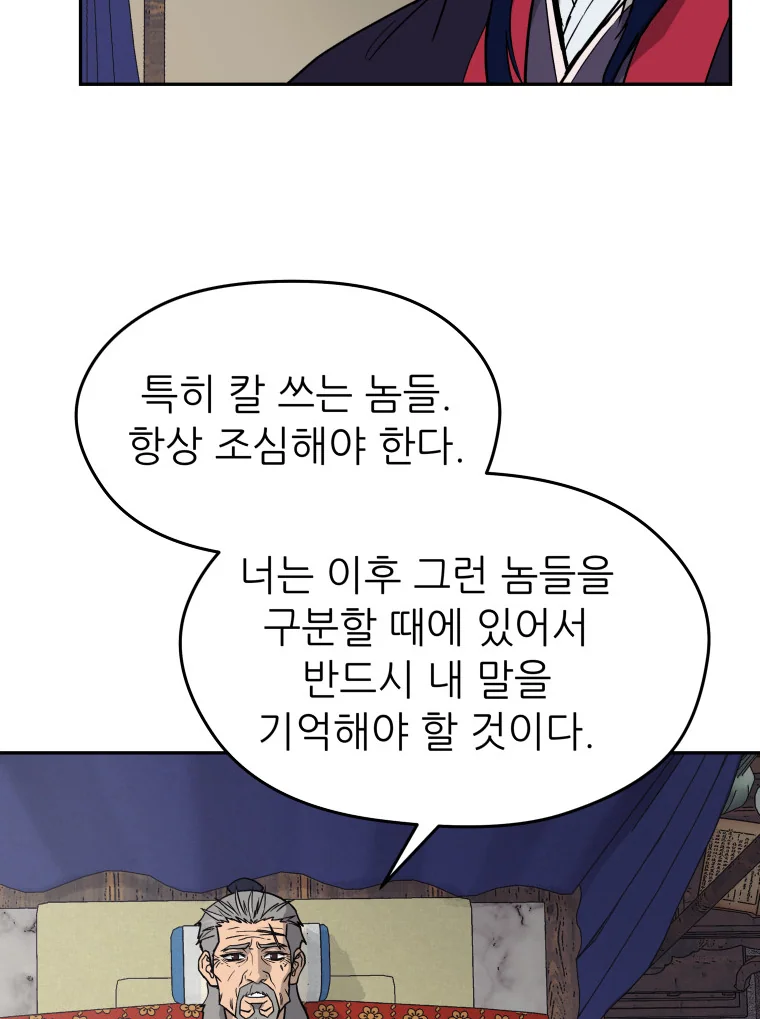 특히 칼 쓰는 놈들.
항상 조심해야 한다.
너는 이후 그런 놈들을
구분할 때에 있어서
반드시 내 말을
기억해야 할 것이다.